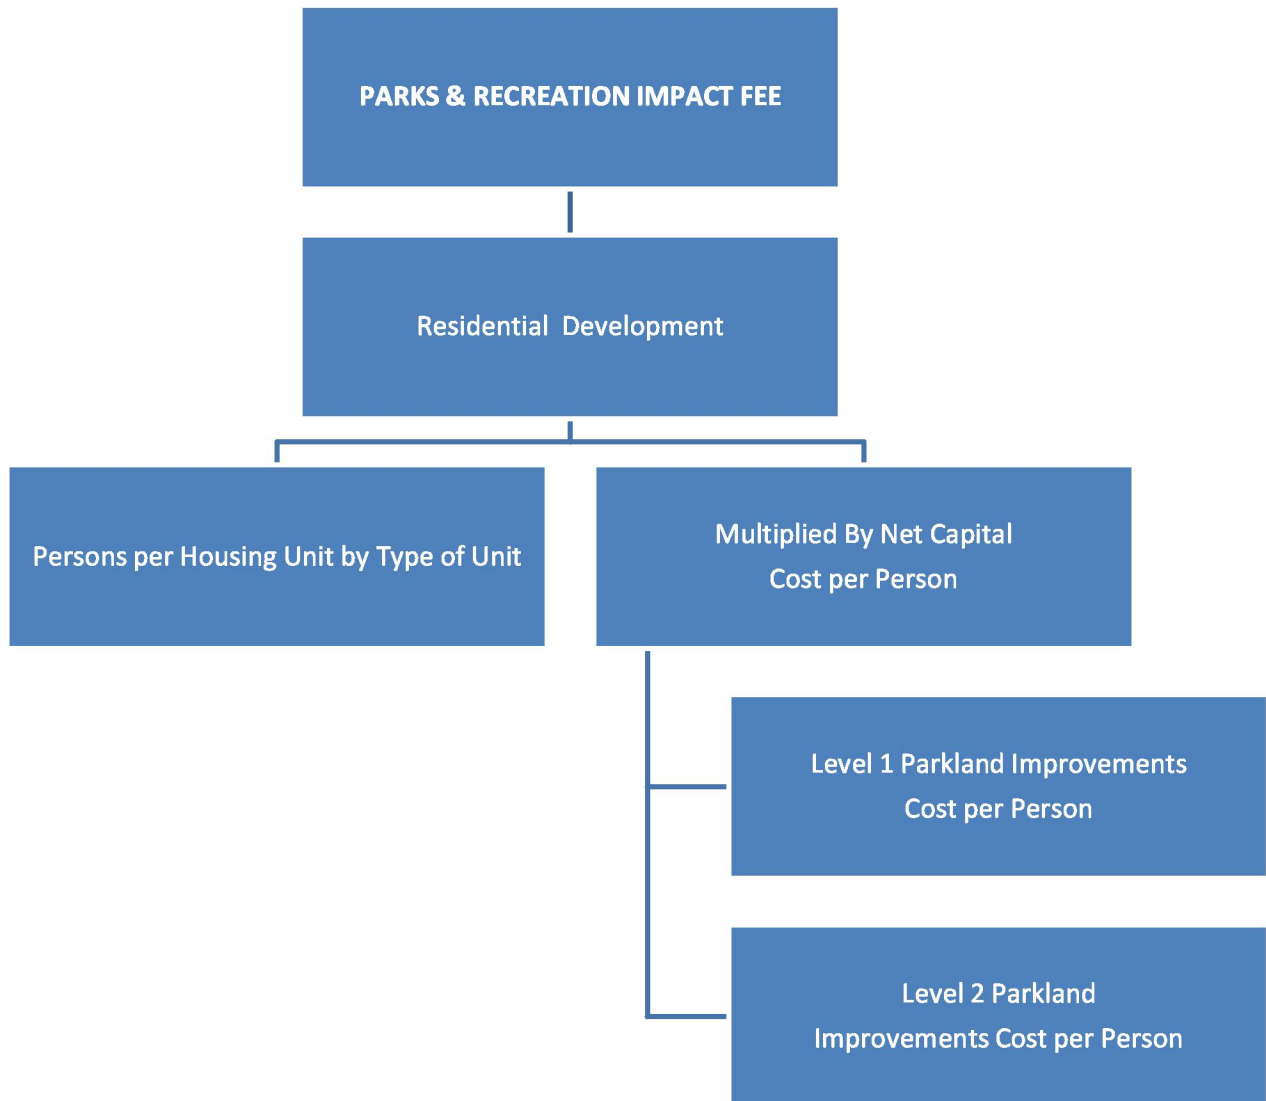 PARKS & RECREATION IMPACT FEE
Residential  Development
Persons per Housing Unit by Type of Unit
Multiplied By Net Capital
Cost per Person
Level 1 Parkland Improvements
Cost per Person
Level 2 Parkland
Improvements Cost per Person